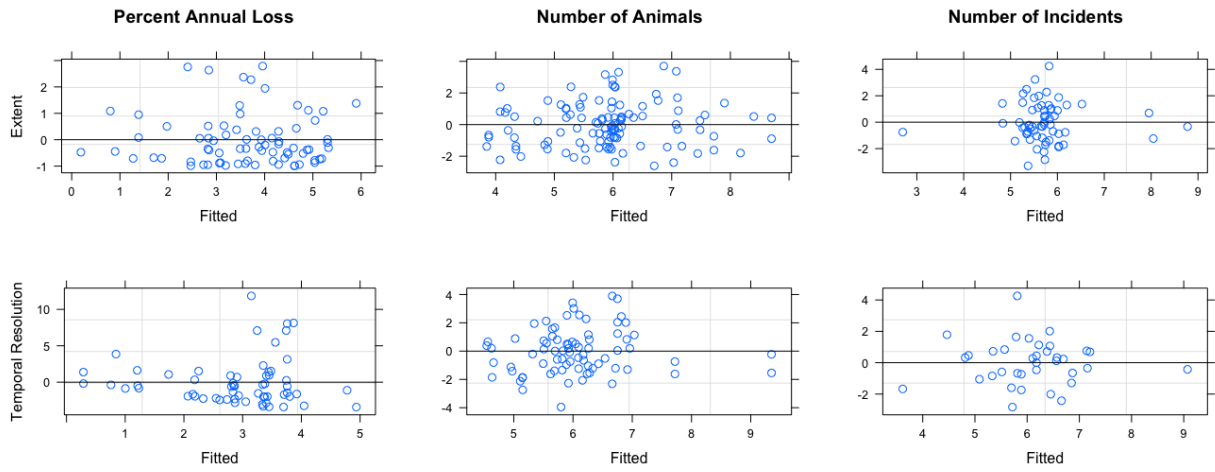 Percent Annual Loss Number of Animals Number of Incidents
Extent
2
1
0
-1
0 1 2 3 4 5 6
Fitted
2
0
-2
4 5 6 7 8
Fitted
4
2
0
-2
3 4 5 6 7 8 9
Fitted
Temporal Resolution
10
5
0
1 2 3 4 5
Fitted
4
2
0
-2
-4
5 6 7 8 9
Fitted
4
2
0
-2
4 5 6 7 8 9
Fitted